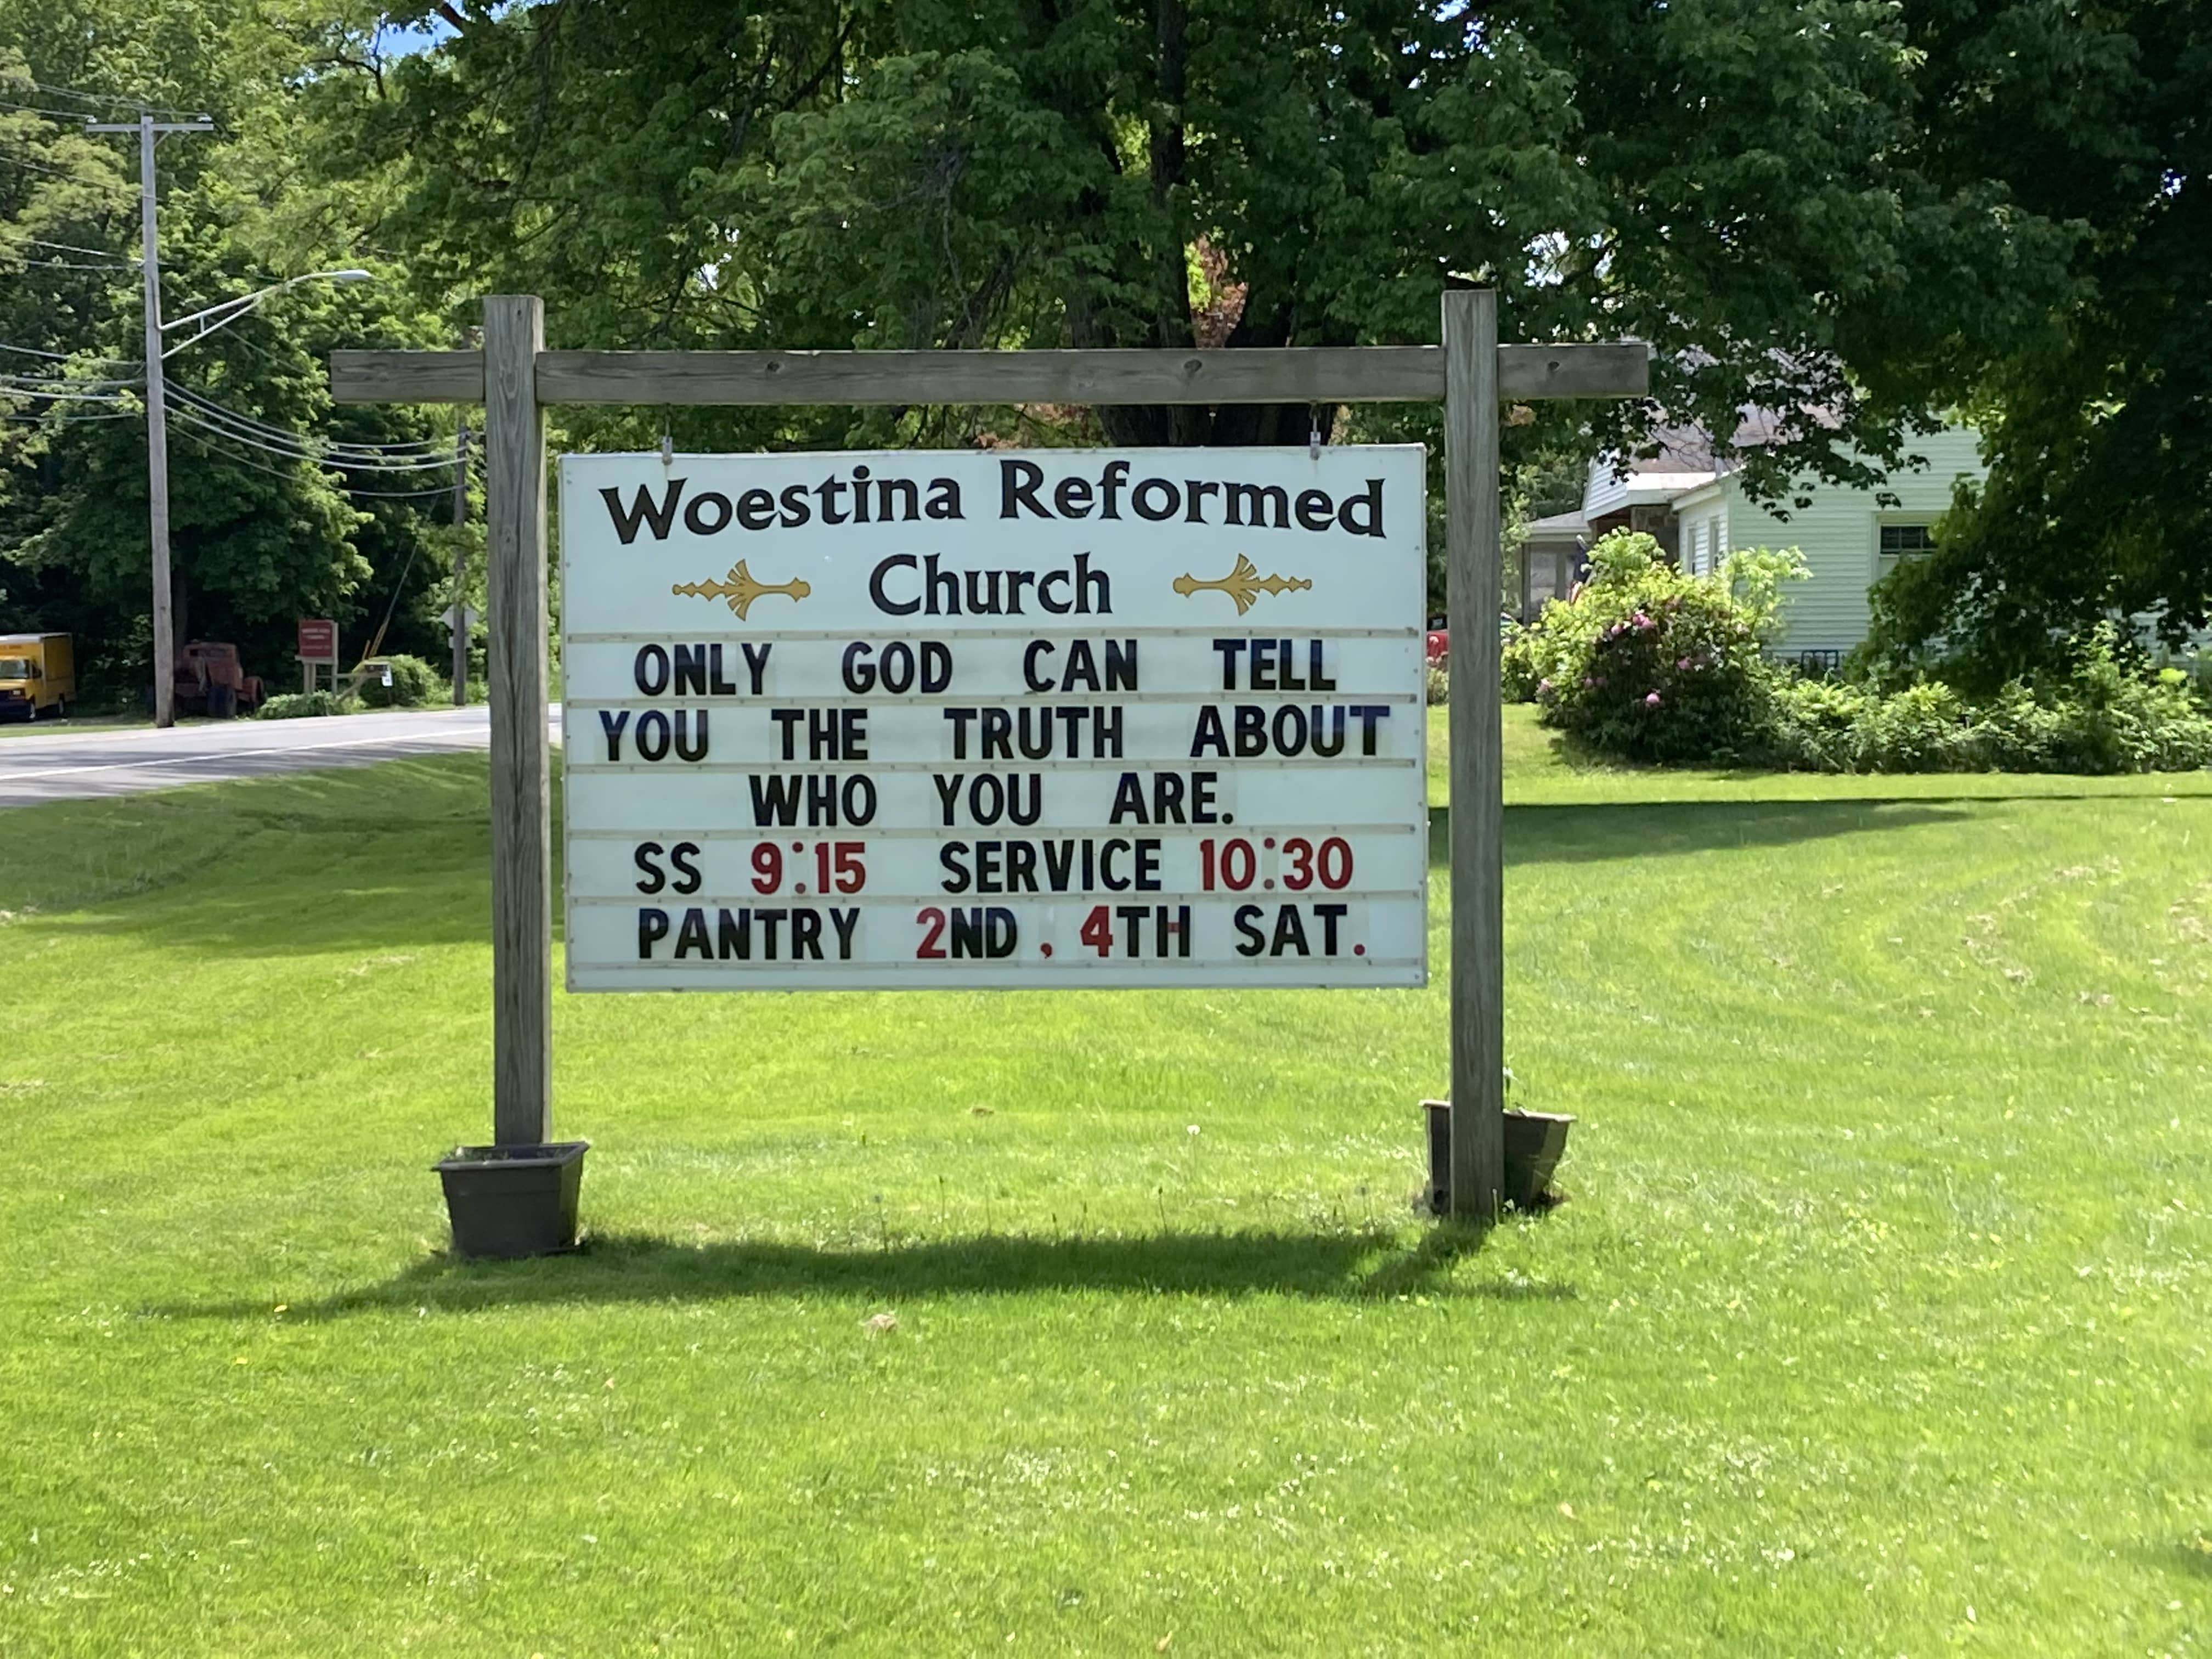 Woestina Reformed
Church
ONLY GOD CAN TELL
YOU THE TRUTH ABOUT
WHO YOU ARE.
SS 9:15 SERVICE 10:30
PANTRY 2ND, 4TH SAT.